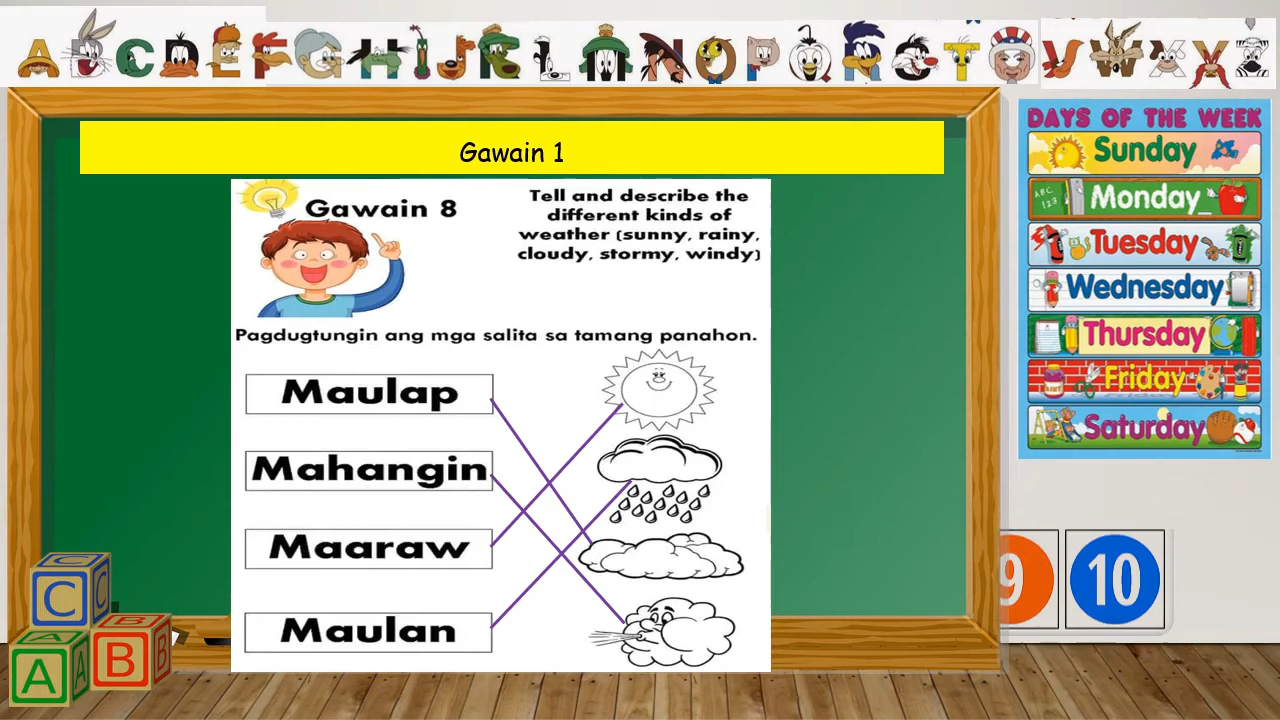 A B C D E F G H I J K L M N O P Q R S T U V W X X Z
DAYS OF THE WEEK
Sunday
ABC
123
Monday
Tuesday
Wednesday
Thursday
Friday
Saturday
Gawain 1
Gawain 8
Tell and describe the
different kinds of
weather (sunny, rainy,
cloudy, stormy, windy)
Pagdugtungin ang mga salita sa tamang panahon.
Maulap
Mahangin
Maaraw
Maulan
9
10
C
C
B
B
B
A
A
A